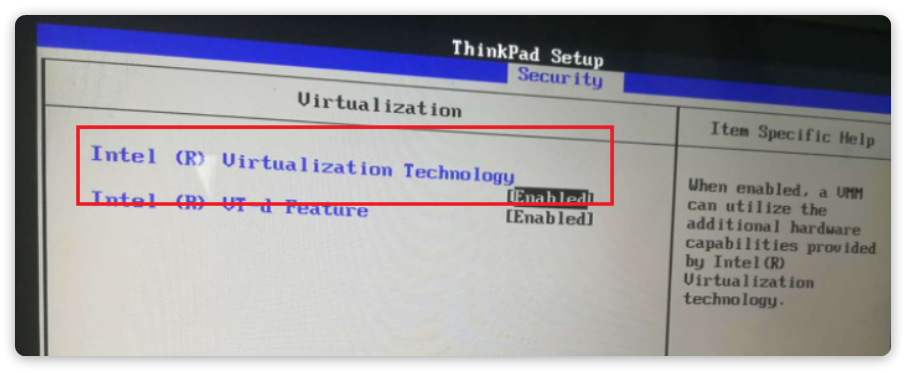 ThinkPad Setup
Security
Virtualization
Item Specific Help
Intel (R) Virtualization Technology
[Enabled]
Intel (R) VT-d Feature
[Enabled]
When enabled, a VMM
can utilize the
additional hardware
capabilities provided
by Intel(R)
Virtualization
technology.